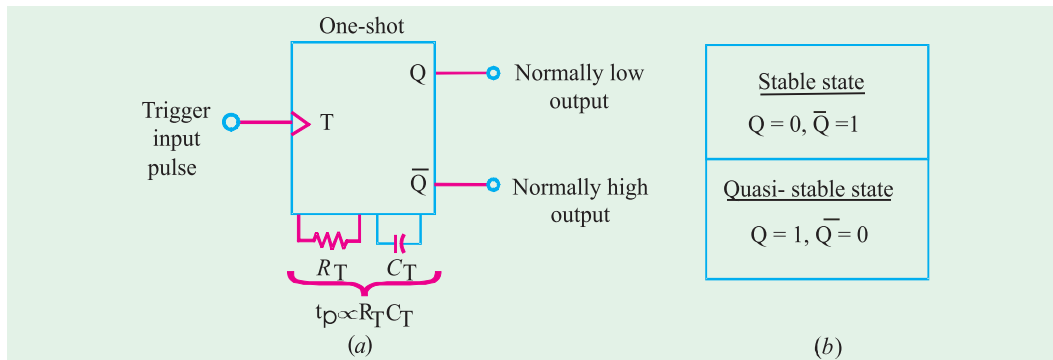 One-shot
Trigger
input
pulse
T
Q
Q̅
Normally low
output
Normally high
output
R_T
C_T
t_p∝R_TC_T
(a)
Stable state
Q = 0, Q̅ =1
Quasi- stable state
Q = 1, Q̅ = 0
(b)